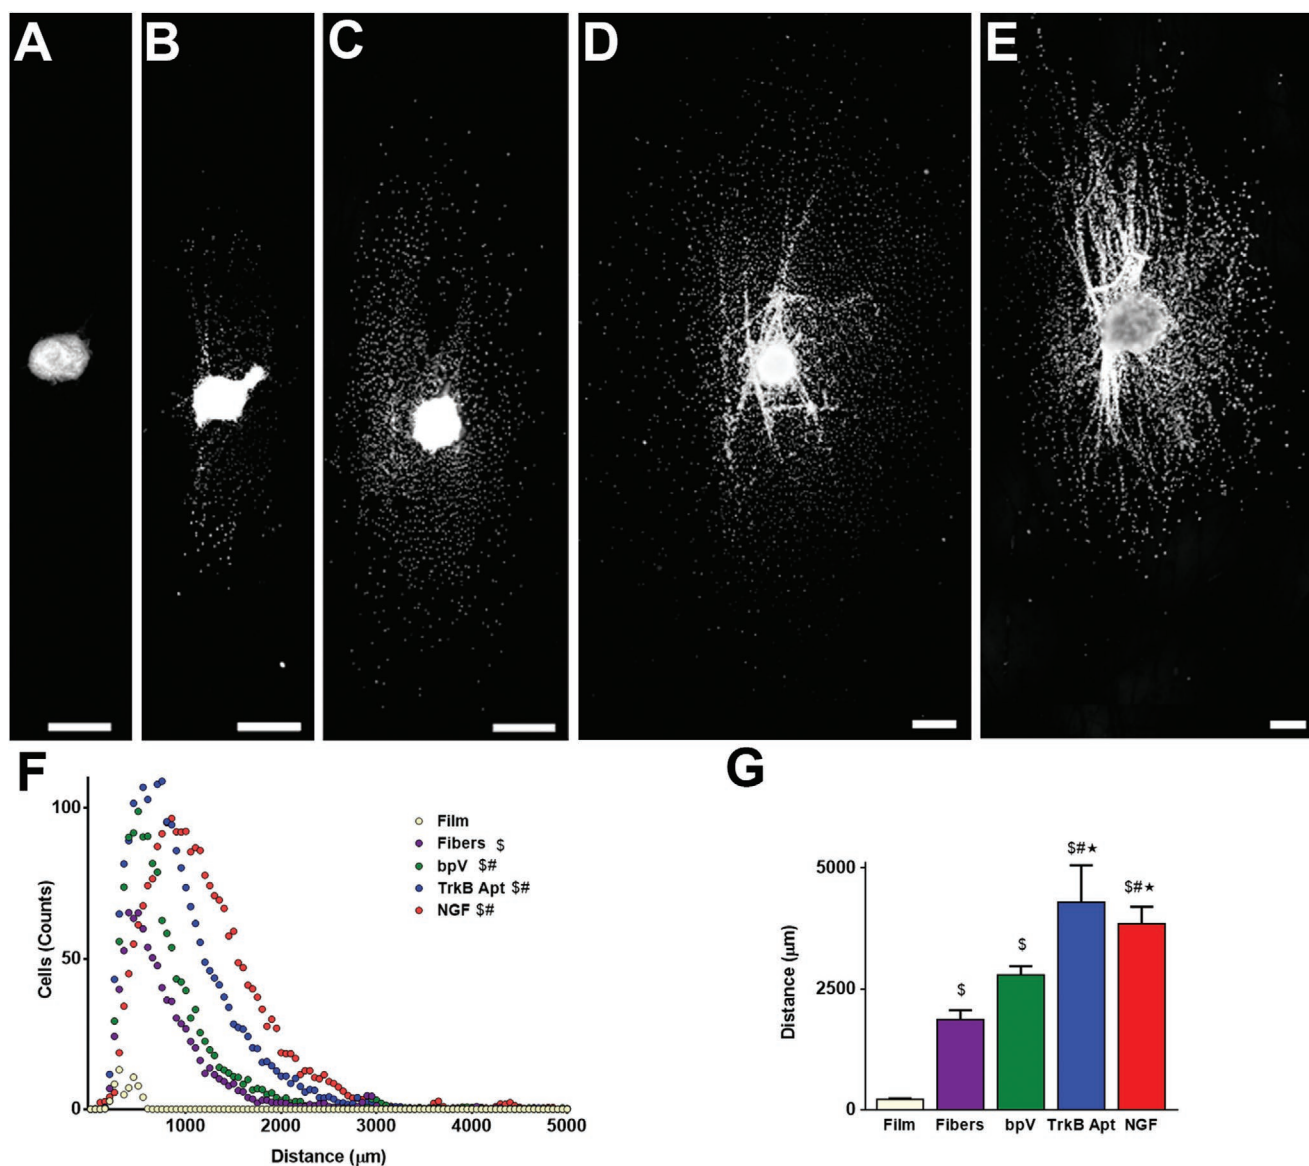 A
B
C
D
E
F
Cells (Counts)
100
50
0
1000
2000
3000
4000
5000
Distance (μm)
Film
Fibers $
bpV $#
TrkB Apt $#
NGF $#
G
Distance (μm)
5000
2500
0
$
$
$#★
$#★
Film
Fibers
bpV
TrkB Apt
NGF